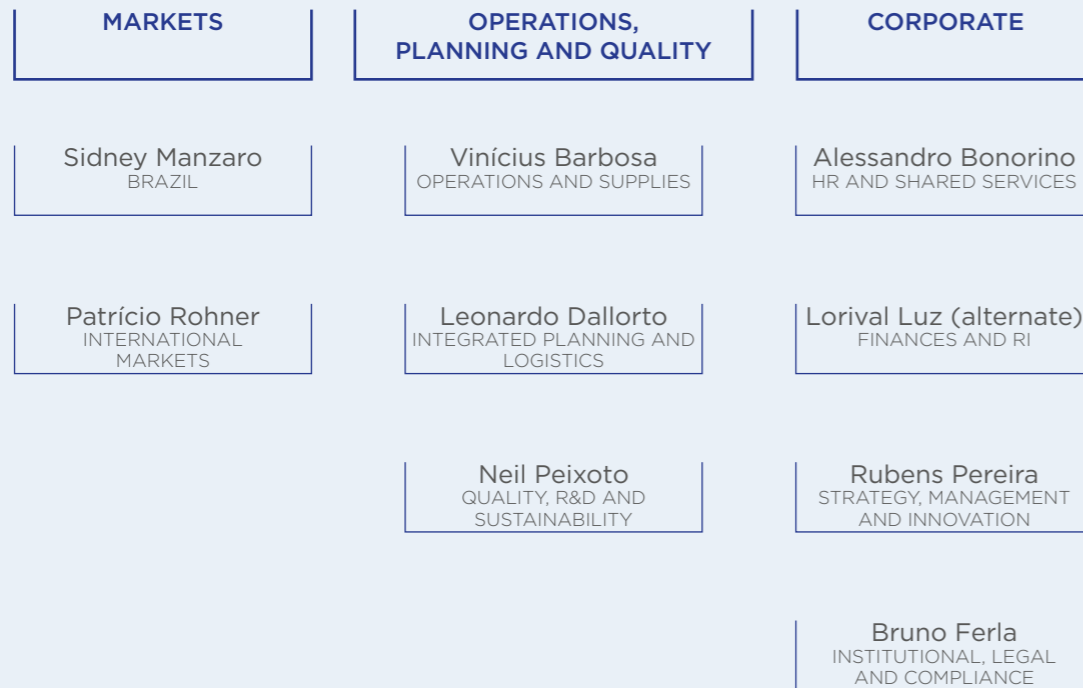 MARKETS
Sidney Manzaro
BRAZIL
Patrício Rohner
INTERNATIONAL
MARKETS
OPERATIONS,
PLANNING AND QUALITY
Vinícius Barbosa
OPERATIONS AND SUPPLIES
Leonardo Dallorto
INTEGRATED PLANNING AND
LOGISTICS
Neil Peixoto
QUALITY, R&D AND
SUSTAINABILITY
CORPORATE
Alessandro Bonorino
HR AND SHARED SERVICES
Lorival Luz (alternate)
FINANCES AND RI
Rubens Pereira
STRATEGY, MANAGEMENT
AND INNOVATION
Bruno Ferla
INSTITUTIONAL, LEGAL
AND COMPLIANCE